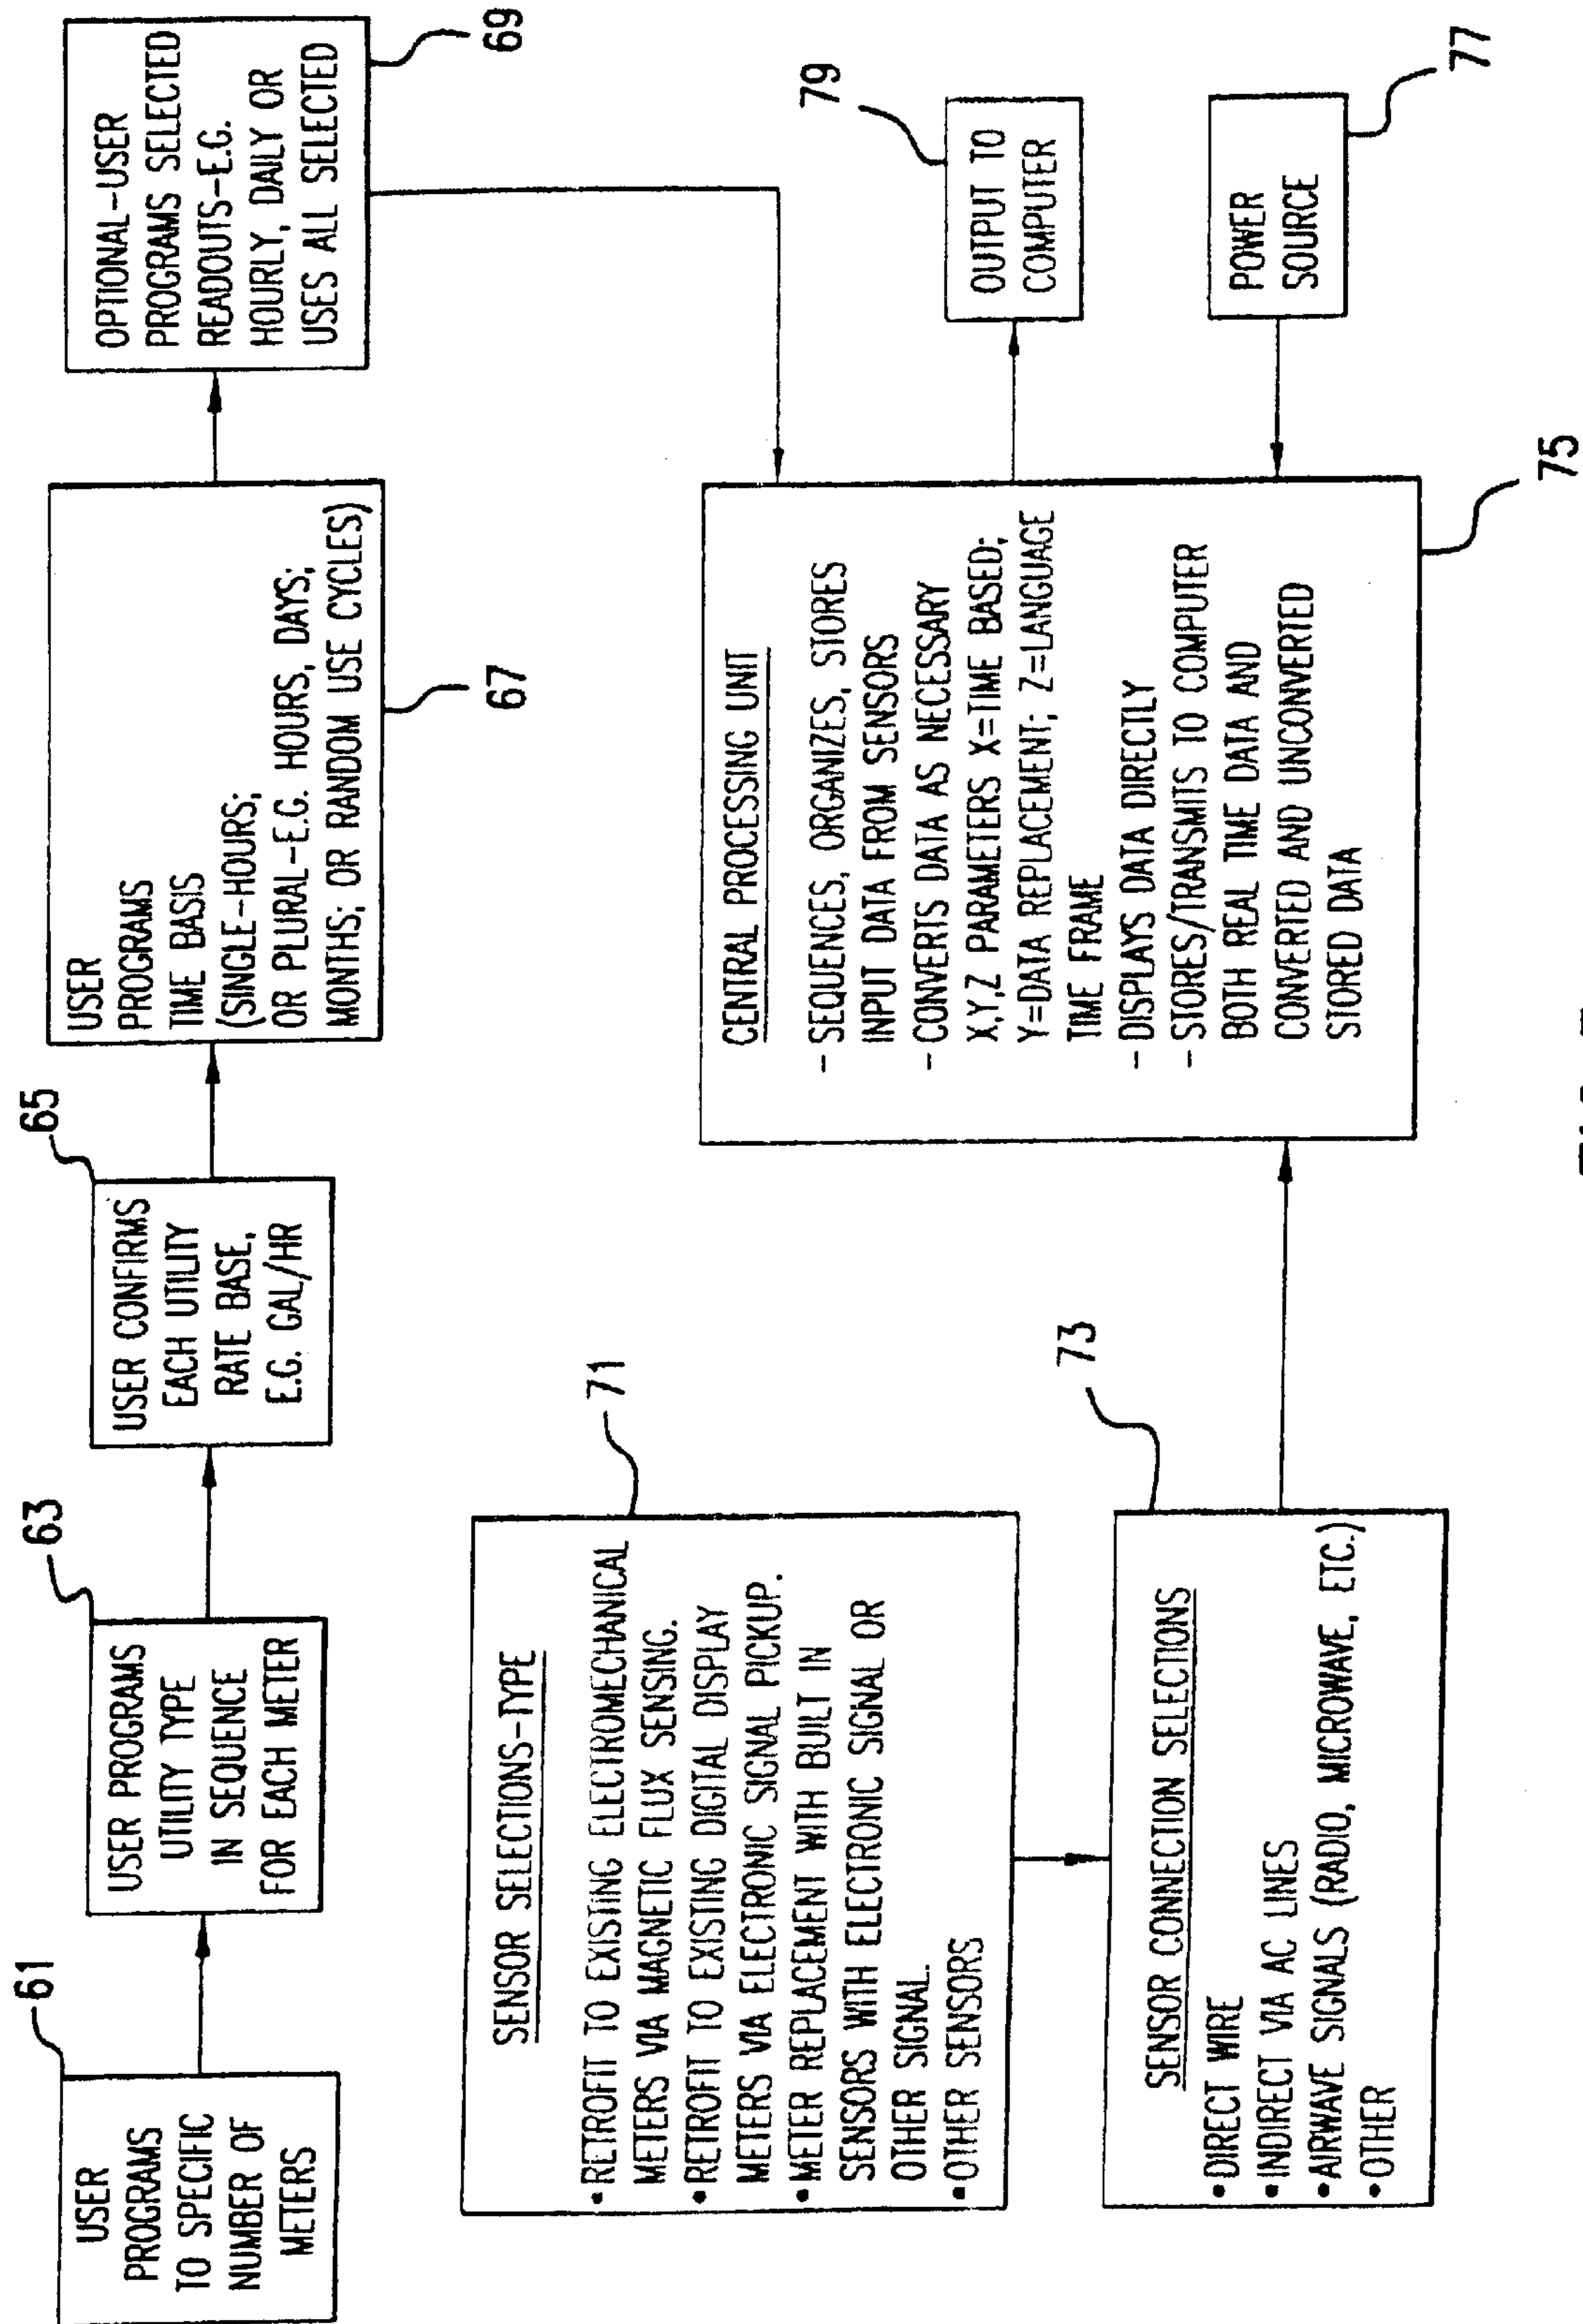 61
USER
PROGRAMS
TO SPECIFIC
NUMBER OF
METERS
63
USER PROGRAMS
UTILITY TYPE
IN SEQUENCE
FOR EACH METER
65
USER CONFIRMS
EACH UTILITY
RATE BASE,
E.G. GAL/HR
USER
PROGRAMS
TIME BASIS
(SINGLE-HOURS;
OR PLURAL-E.G. HOURS, DAYS;
MONTHS; OR RANDOM USE CYCLES)
67
OPTIONAL-USER
PROGRAMS SELECTED
READOUTS-E.G.
HOURLY, DAILY OR
USES ALL SELECTED
69
SENSOR SELECTIONS-TYPE
• RETROFIT TO EXISTING ELECTROMECHANICAL
METERS VIA MAGNETIC FLUX SENSING.
• RETROFIT TO EXISTING DIGITAL DISPLAY
METERS VIA ELECTRONIC SIGNAL PICKUP.
• METER REPLACEMENT WITH BUILT IN
SENSORS WITH ELECTRONIC SIGNAL OR
OTHER SIGNAL.
• OTHER SENSORS
71
SENSOR CONNECTION SELECTIONS
• DIRECT WIRE
• INDIRECT VIA AC LINES
• AIRWAVE SIGNALS (RADIO, MICROWAVE, ETC.)
• OTHER
73
CENTRAL PROCESSING UNIT
- SEQUENCES, ORGANIZES, STORES
INPUT DATA FROM SENSORS
- CONVERTS DATA AS NECESSARY
X,Y,Z PARAMETERS X=TIME BASED;
Y=DATA REPLACEMENT; Z=LANGUAGE
TIME FRAME
- DISPLAYS DATA DIRECTLY
- STORES/TRANSMITS TO COMPUTER
BOTH REAL TIME DATA AND
CONVERTED AND UNCONVERTED
STORED DATA
75
79
OUTPUT TO
COMPUTER
POWER
SOURCE
77